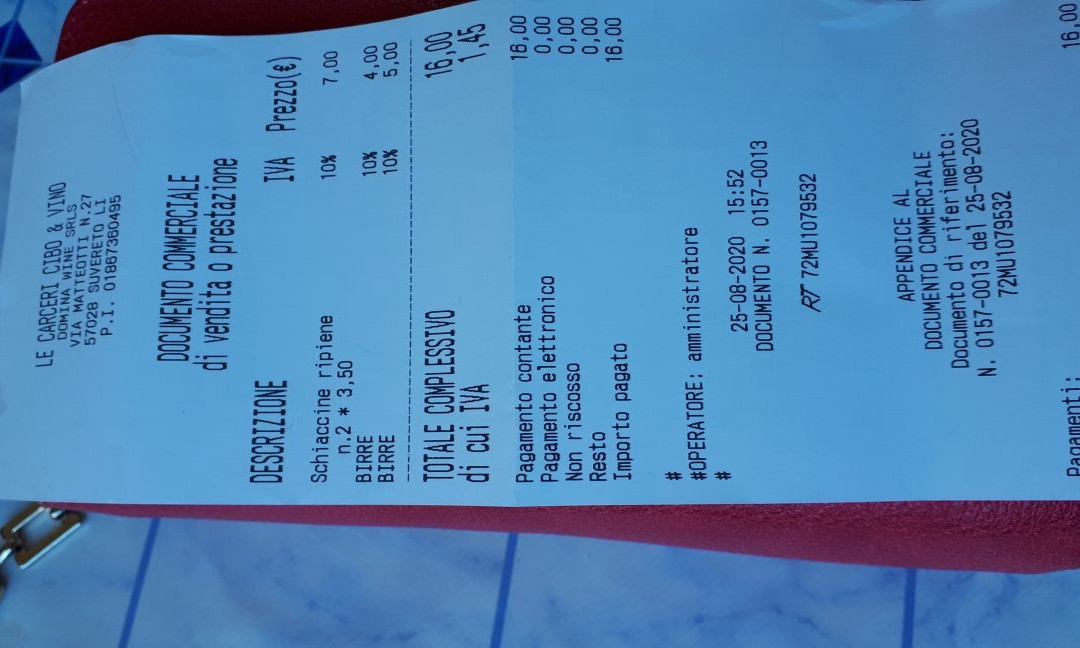 LE CARCERI CIBO & VINO
DOMINA WINE SRLS
VIA MATTEOTTI N.27
57028 SUVERETO LI
P.I. 01867360495
DOCUMENTO COMMERCIALE
di vendita o prestazione
DESCRIZIONE IVA Prezzo(€)
Schiaccine ripiene 10% 7,00
n.2 * 3,50
BIRRE 10% 4,00
BIRRE 10% 5,00
TOTALE COMPLESSIVO 16,00
di cui IVA 1,45
Pagamento contante 16,00
Pagamento elettronico 0,00
Non riscosso 0,00
Resto 0,00
Importo pagato 16,00
#
#OPERATORE: amministratore
#
25-08-2020 15:52
DOCUMENTO N. 0157-0013
RT 72MU1079532
APPENDICE AL
DOCUMENTO COMMERCIALE
Documento di riferimento:
N. 0157-0013 del 25-08-2020
72MU1079532
Pagamenti: 16,00